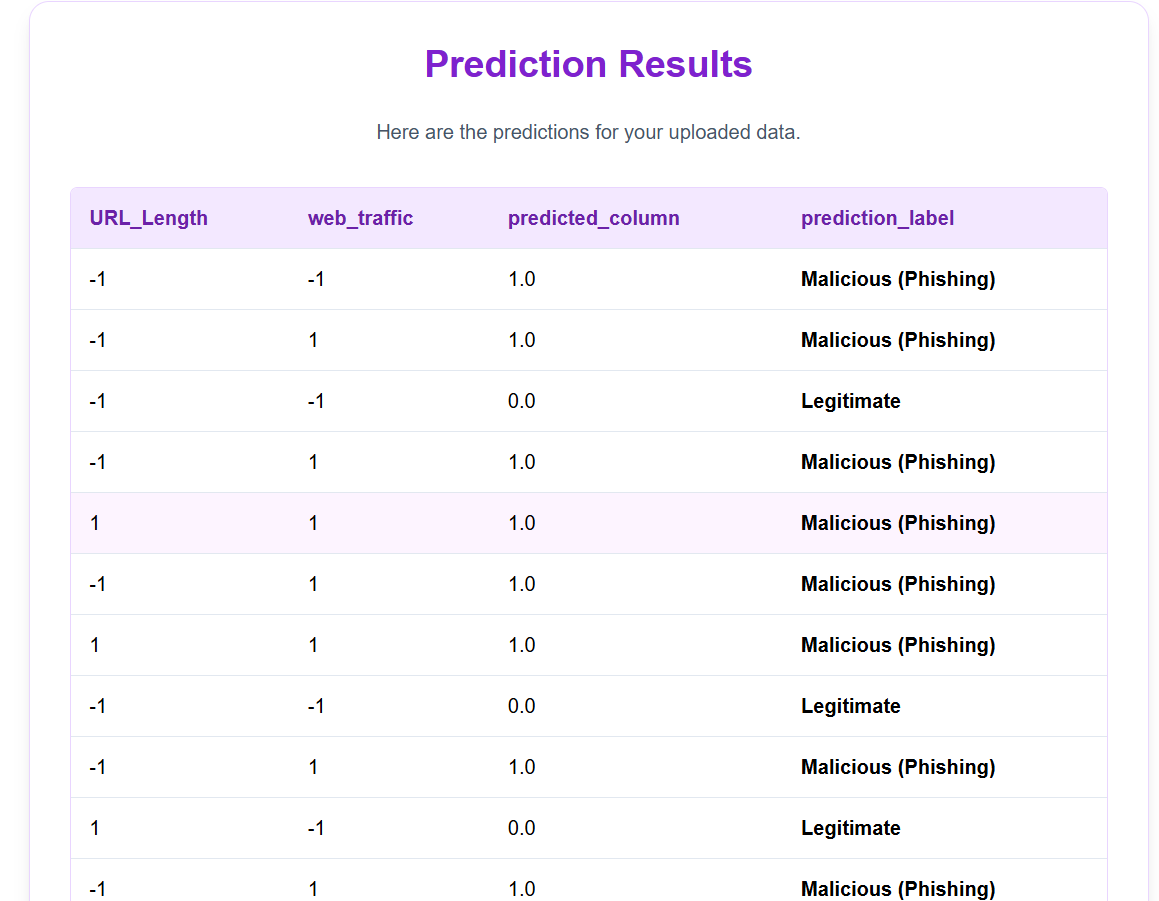 Prediction Results
Here are the predictions for your uploaded data.
URL_Length web_traffic predicted_column prediction_label
-1 -1 1.0 Malicious (Phishing)
-1 1 1.0 Malicious (Phishing)
-1 -1 0.0 Legitimate
-1 1 1.0 Malicious (Phishing)
1 1 1.0 Malicious (Phishing)
-1 1 1.0 Malicious (Phishing)
1 1 1.0 Malicious (Phishing)
-1 -1 0.0 Legitimate
-1 1 1.0 Malicious (Phishing)
1 -1 0.0 Legitimate
-1 1 1.0 Malicious (Phishing)